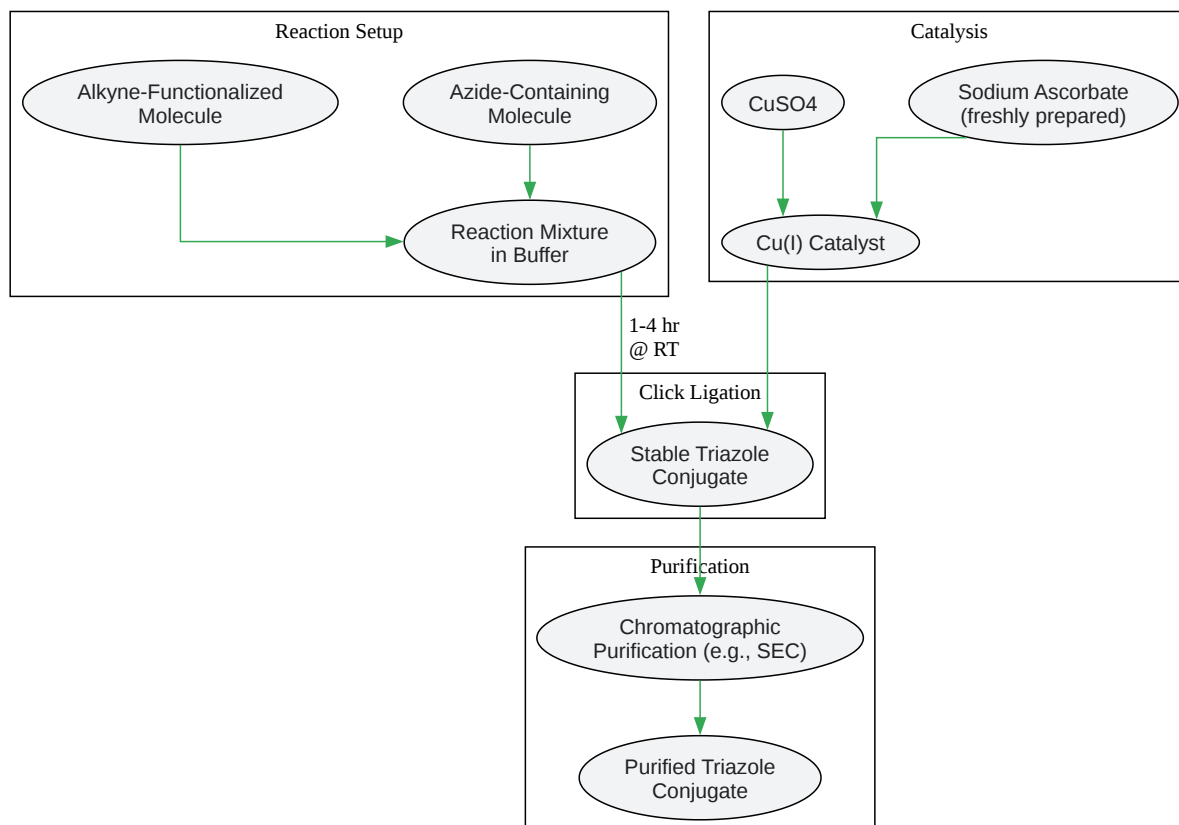 Reaction Setup
Alkyne-Functionalized
Molecule
Azide-Containing
Molecule
Reaction Mixture
in Buffer
Catalysis
CuSO4
Sodium Ascorbate
(freshly prepared)
Cu(I) Catalyst
1-4 hr
@ RT
Click Ligation
Stable Triazole
Conjugate
Purification
Chromatographic
Purification (e.g., SEC)
Purified Triazole
Conjugate